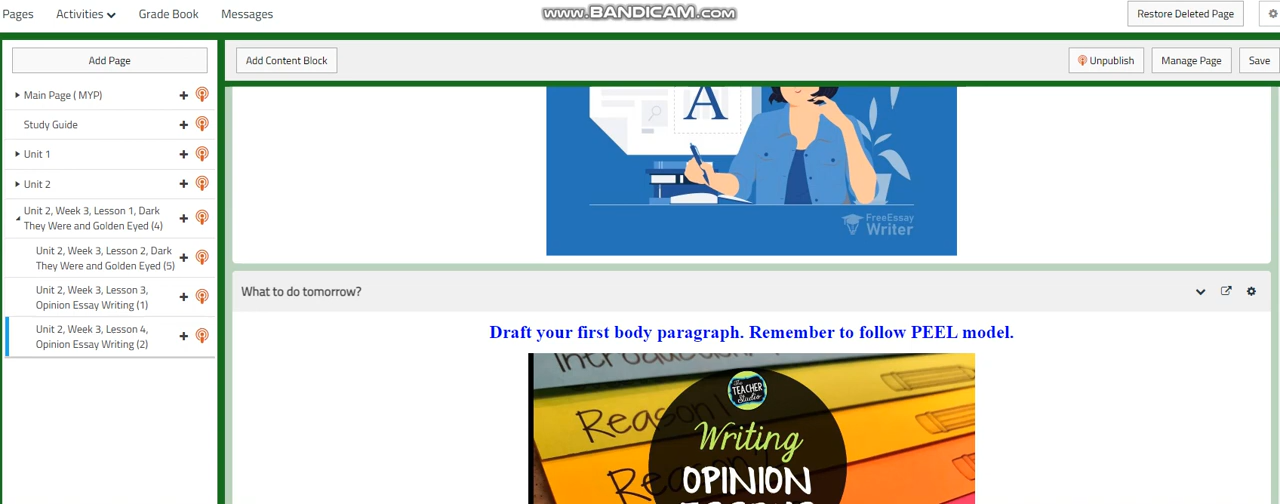 Pages
Activities
Grade Book
Messages
www.BANDICAM.com
Restore Deleted Page
Add Page
Add Content Block
Unpublish
Manage Page
Save
Main Page ( MYP)
Study Guide
Unit 1
Unit 2
Unit 2, Week 3, Lesson 1, Dark
They Were and Golden Eyed (4)
Unit 2, Week 3, Lesson 2, Dark
They Were and Golden Eyed (5)
Unit 2, Week 3, Lesson 3,
Opinion Essay Writing (1)
Unit 2, Week 3, Lesson 4,
Opinion Essay Writing (2)
A
FreeEssay
Writer
What to do tomorrow?
Draft your first body paragraph. Remember to follow PEEL model.
Reason 1
The
TEACHER
Studio
Writing
Reason
OPINION